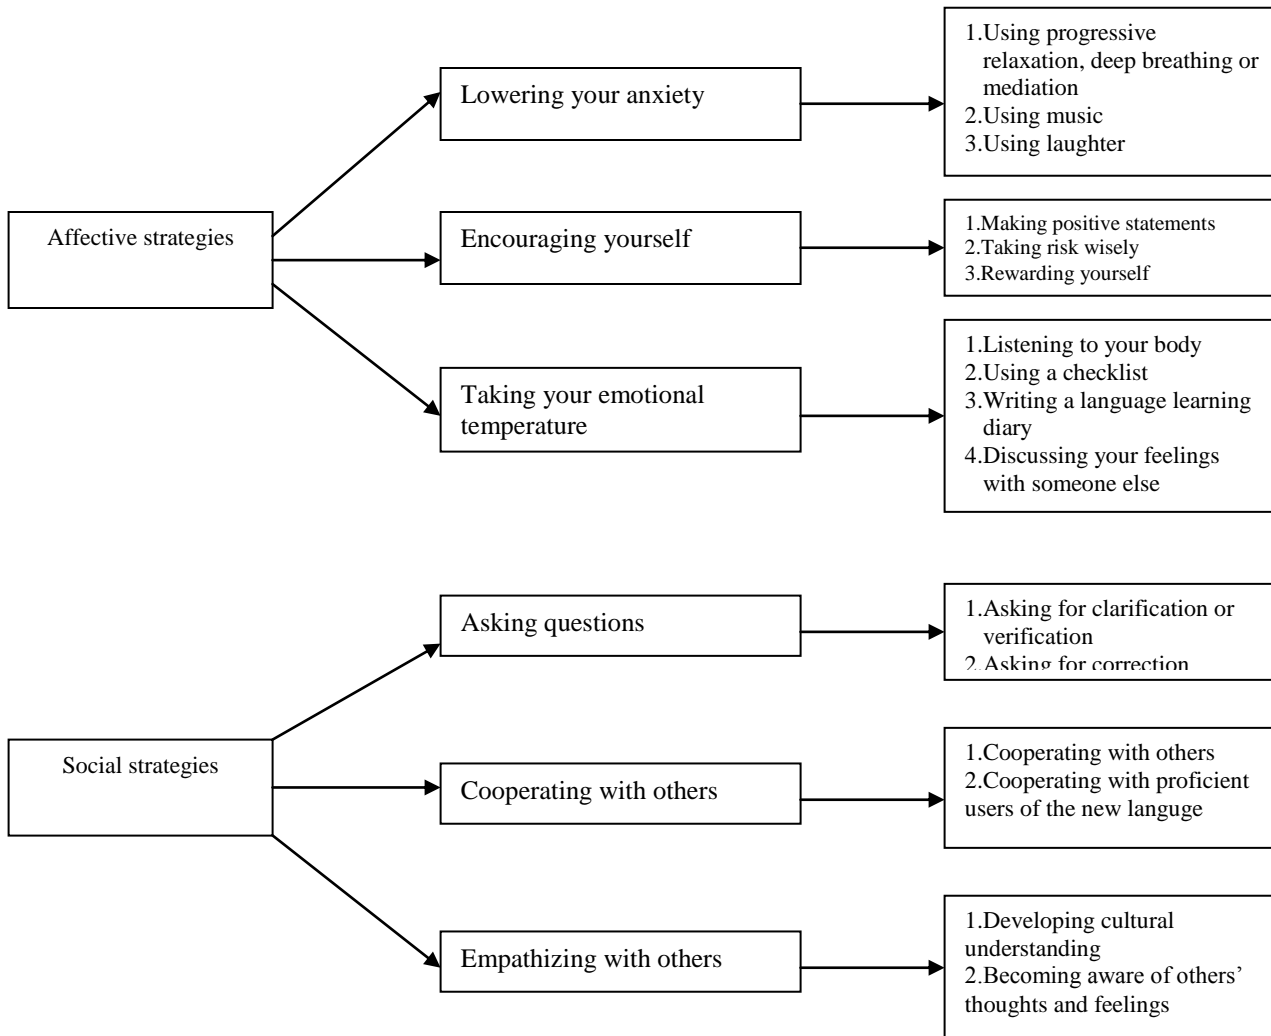 Affective strategies
Lowering your anxiety
1.Using progressive
relaxation, deep breathing or
mediation
2.Using music
3.Using laughter
Encouraging yourself
1.Making positive statements
2.Taking risk wisely
3.Rewarding yourself
Taking your emotional
temperature
1.Listening to your body
2.Using a checklist
3.Writing a language learning
diary
4.Discussing your feelings
with someone else
Social strategies
Asking questions
1.Asking for clarification or
verification
2.Asking for correction
Cooperating with others
1.Cooperating with others
2.Cooperating with proficient
users of the new languge
Empathizing with others
1.Developing cultural
understanding
2.Becoming aware of others’
thoughts and feelings